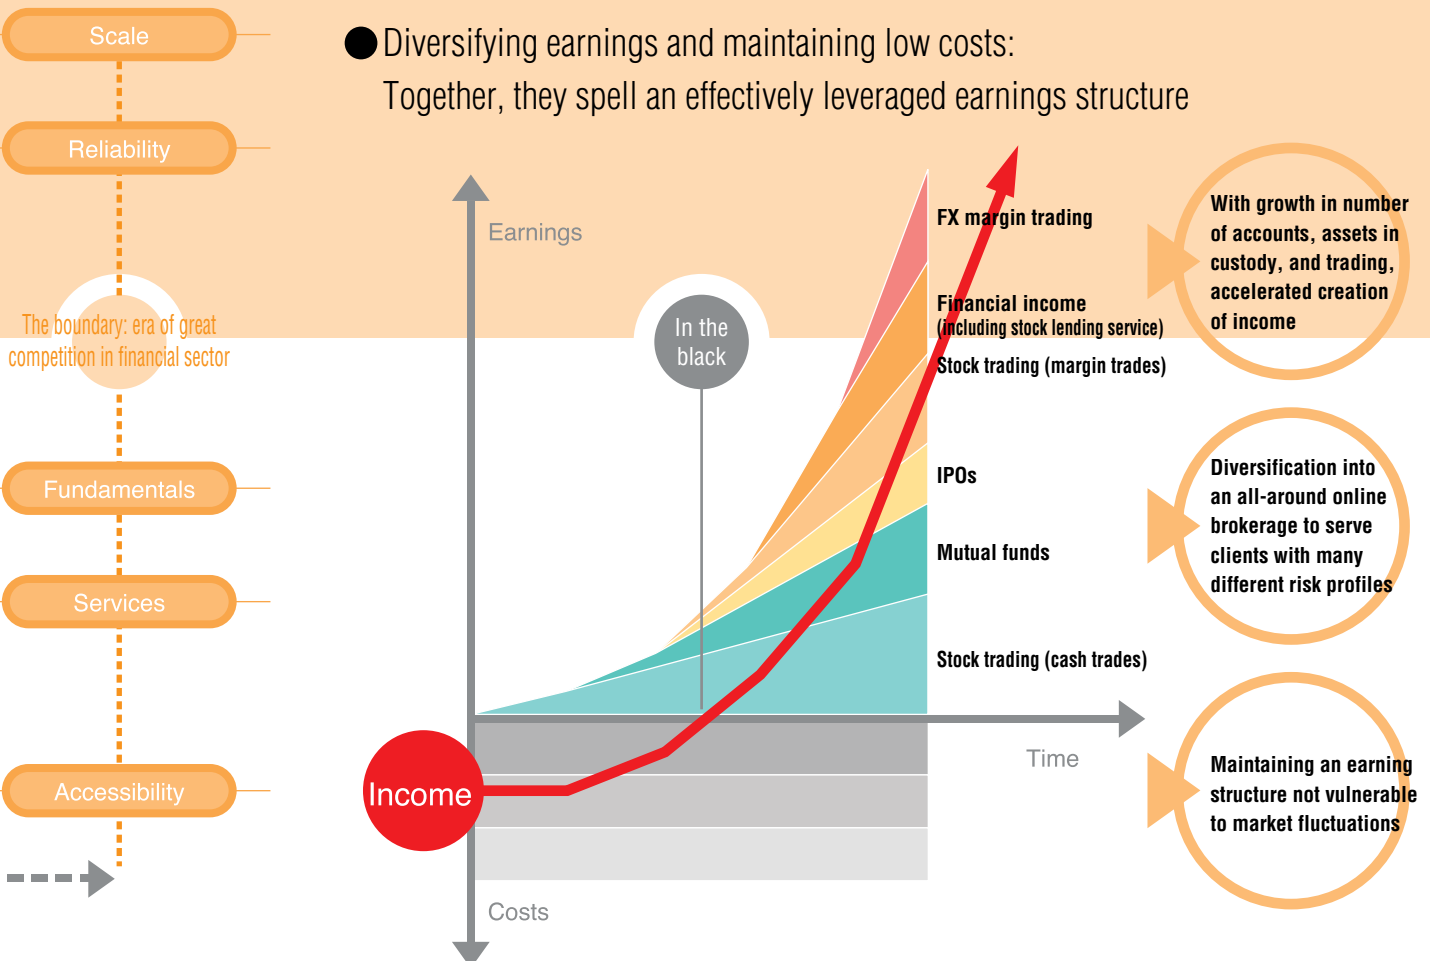 Scale
Reliability
The boundary: era of great
competition in financial sector
Fundamentals
Services
Accessibility
Diversifying earnings and maintaining low costs:
Together, they spell an effectively leveraged earnings structure
Earnings
In the
black
FX margin trading
Financial income
(including stock lending service)
Stock trading (margin trades)
IPOs
Mutual funds
Stock trading (cash trades)
Time
Income
Costs
With growth in number
of accounts, assets in
custody, and trading,
accelerated creation
of income
Diversification into
an all-around online
brokerage to serve
clients with many
different risk profiles
Maintaining an earning
structure not vulnerable
to market fluctuations